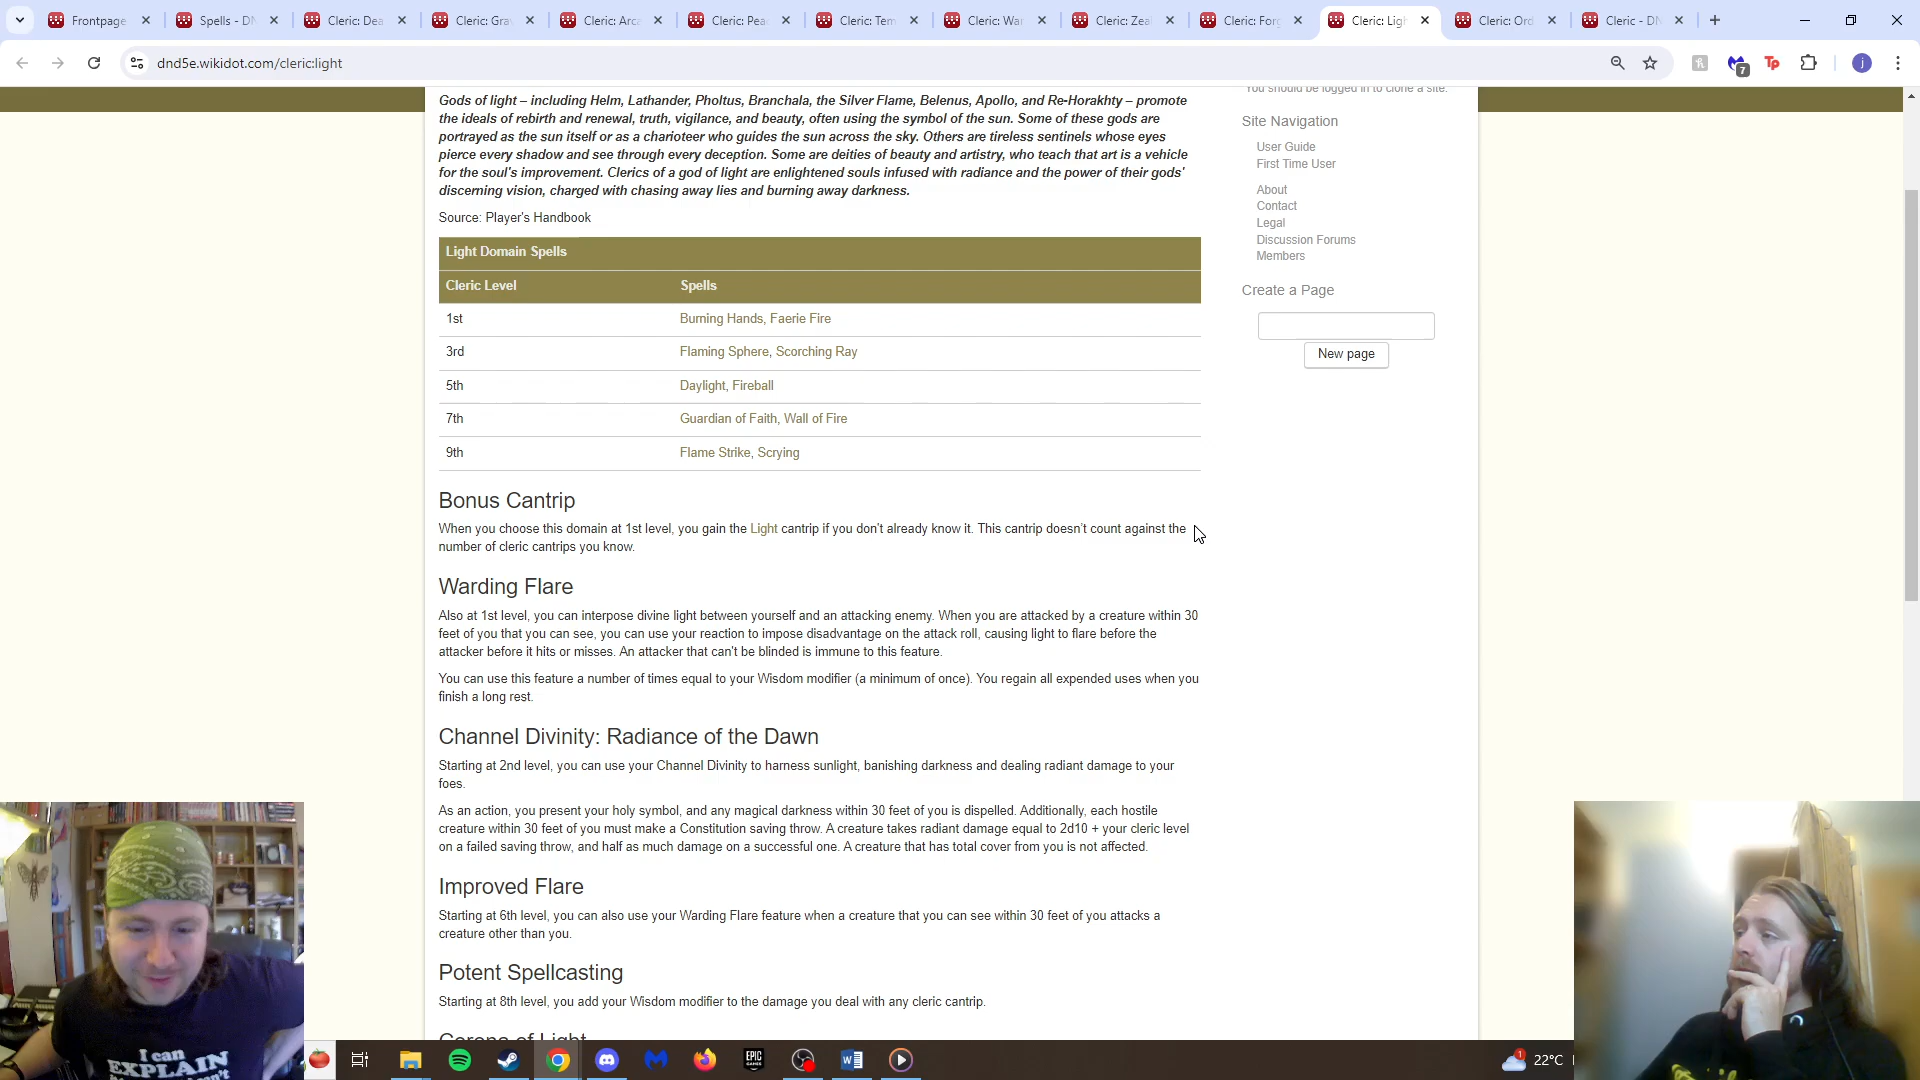 Frontpage
Spells - DN
Cleric: Dea
Cleric: Gra
Cleric: Arca
Cleric: Peac
Cleric: Tem
Cleric: War
Cleric: Zeal
Cleric: Forg
Cleric: Ligh
Cleric: Ord
Cleric - DN
dnd5e.wikidot.com/cleric:light
7
Tp
j
Gods of light – including Helm, Lathander, Pholtus, Branchala, the Silver Flame, Belenus, Apollo, and Re-Horakhty – promote
the ideals of rebirth and renewal, truth, vigilance, and beauty, often using the symbol of the sun. Some of these gods are
portrayed as the sun itself or as a charioteer who guides the sun across the sky. Others are tireless sentinels whose eyes
pierce every shadow and see through every deception. Some are deities of beauty and artistry, who teach that art is a vehicle
for the soul's improvement. Clerics of a god of light are enlightened souls infused with radiance and the power of their gods'
discerning vision, charged with chasing away lies and burning away darkness.
Source: Player's Handbook
Light Domain Spells
Cleric Level Spells
1st Burning Hands, Faerie Fire
3rd Flaming Sphere, Scorching Ray
5th Daylight, Fireball
7th Guardian of Faith, Wall of Fire
9th Flame Strike, Scrying
Bonus Cantrip
When you choose this domain at 1st level, you gain the Light cantrip if you don't already know it. This cantrip doesn't count against the
number of cleric cantrips you know.
Warding Flare
Also at 1st level, you can interpose divine light between yourself and an attacking enemy. When you are attacked by a creature within 30
feet of you that you can see, you can use your reaction to impose disadvantage on the attack roll, causing light to flare before the
attacker before it hits or misses. An attacker that can't be blinded is immune to this feature.
You can use this feature a number of times equal to your Wisdom modifier (a minimum of once). You regain all expended uses when you
finish a long rest.
Channel Divinity: Radiance of the Dawn
Starting at 2nd level, you can use your Channel Divinity to harness sunlight, banishing darkness and dealing radiant damage to your
foes.
As an action, you present your holy symbol, and any magical darkness within 30 feet of you is dispelled. Additionally, each hostile
creature within 30 feet of you must make a Constitution saving throw. A creature takes radiant damage equal to 2d10 + your cleric level
on a failed saving throw, and half as much damage on a successful one. A creature that has total cover from you is not affected.
Improved Flare
Starting at 6th level, you can also use your Warding Flare feature when a creature that you can see within 30 feet of you attacks a
creature other than you.
Potent Spellcasting
Starting at 8th level, you add your Wisdom modifier to the damage you deal with any cleric cantrip.
Corona of Light
You should be logged in to clone a site.
Site Navigation
User Guide
First Time User
About
Contact
Legal
Discussion Forums
Members
Create a Page
New page
I can
EXPLAIN
EPIC
GAMES
1
22°C